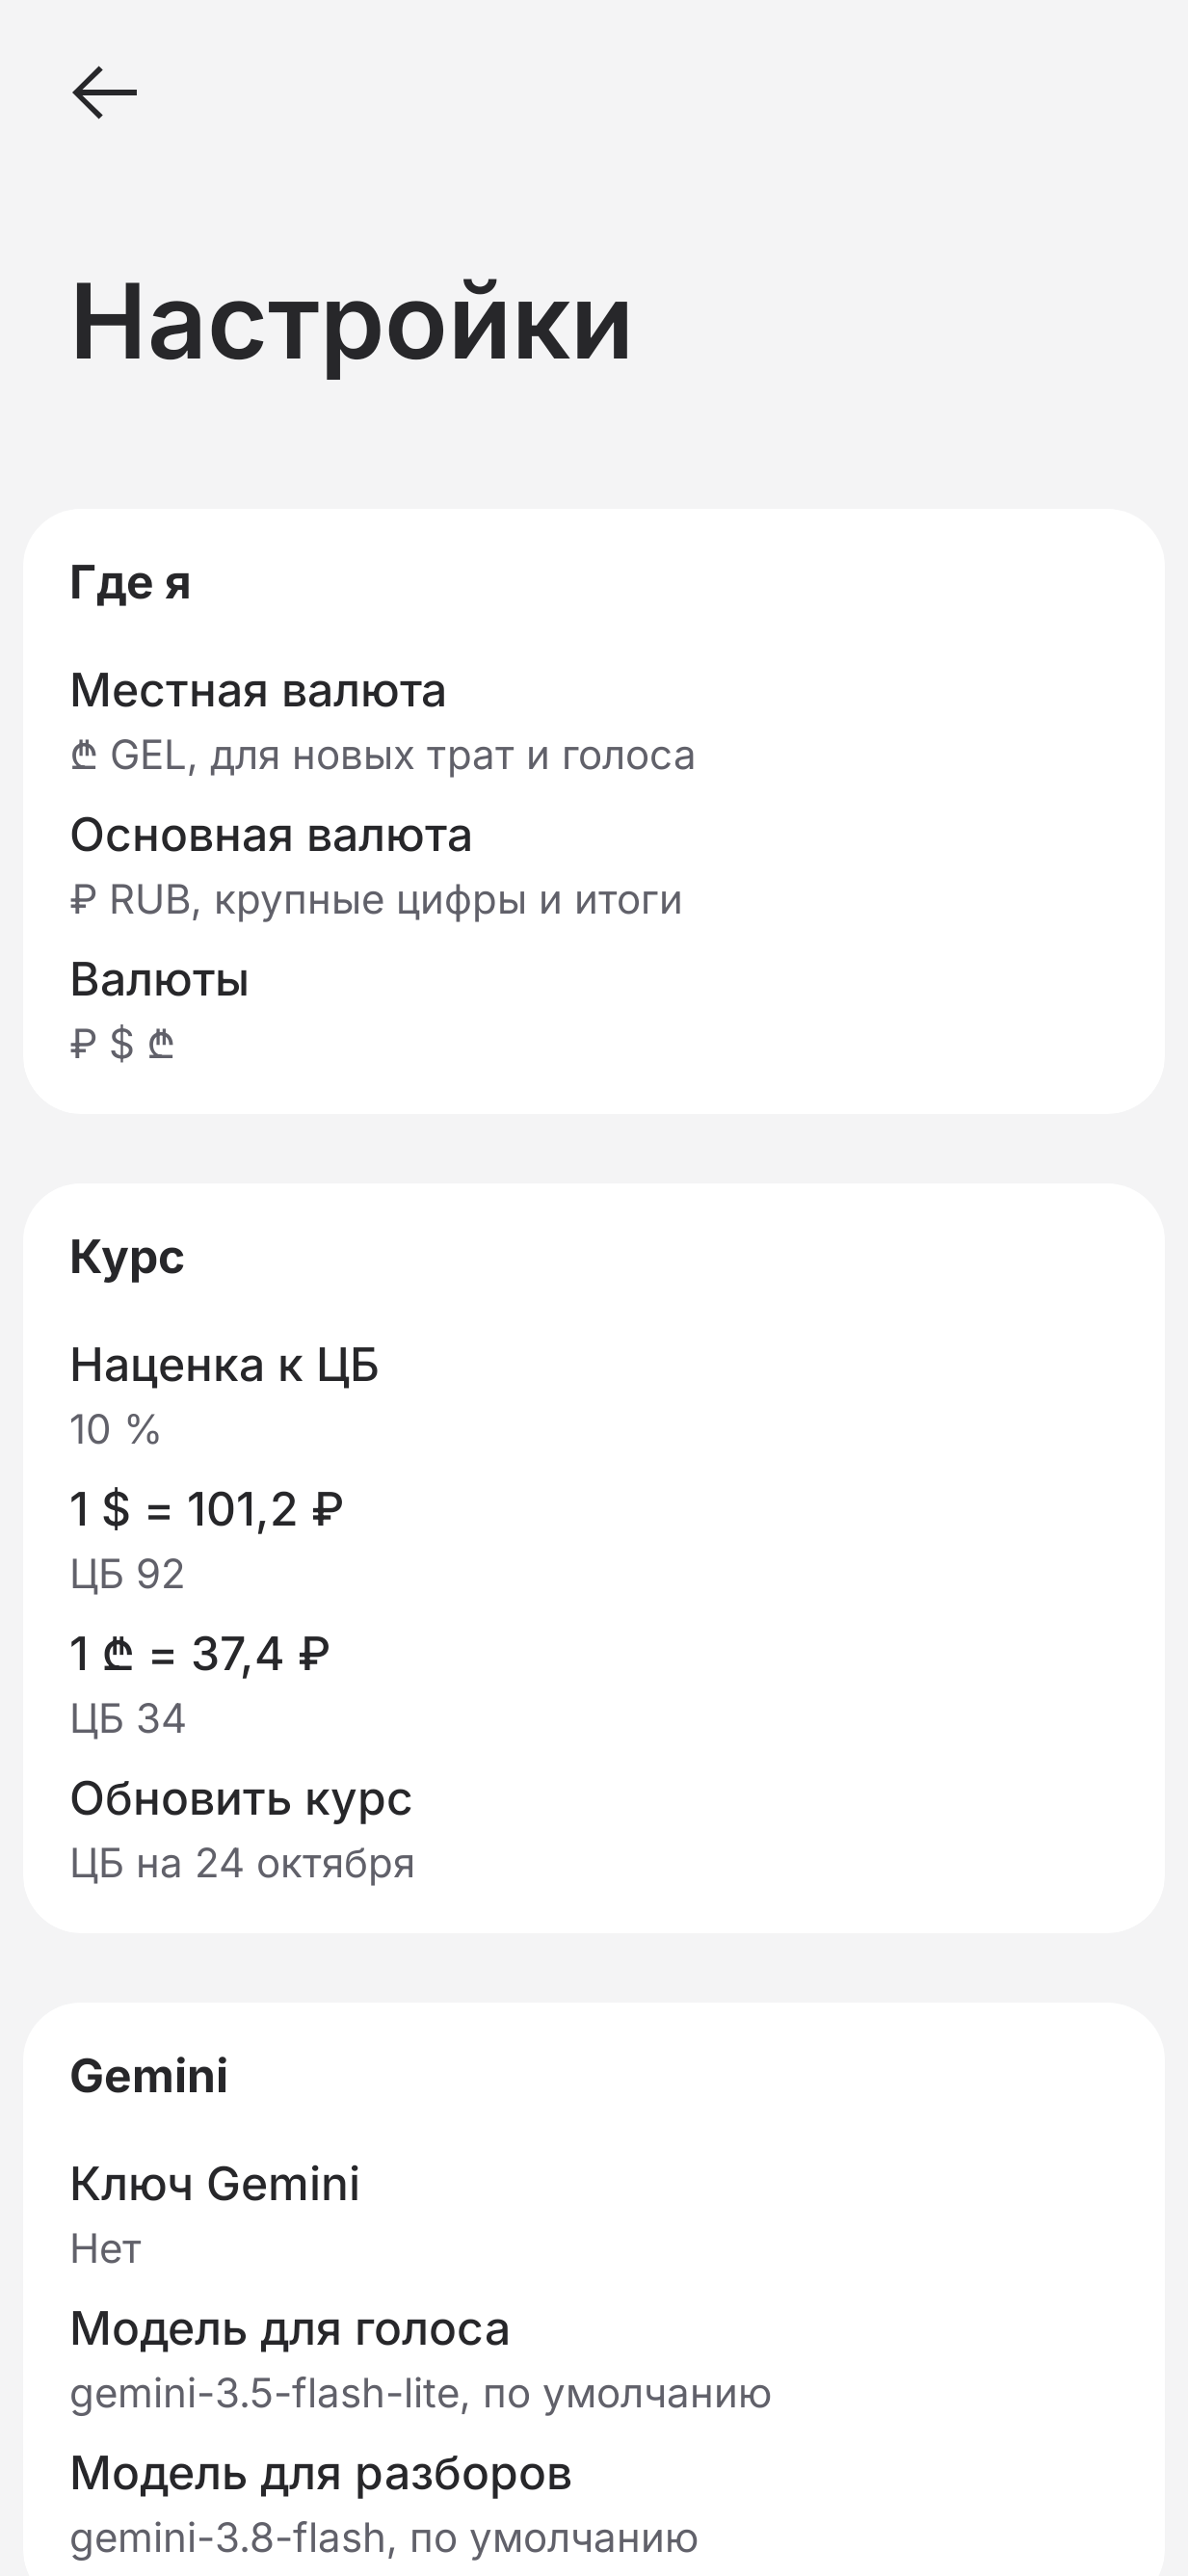 Настройки
Где я
Местная валюта
₾ GEL, для новых трат и голоса
Основная валюта
₽ RUB, крупные цифры и итоги
Валюты
₽ $ ₾
Курс
Наценка к ЦБ
10 %
1 $ = 101,2 ₽
ЦБ 92
1 ₾ = 37,4 ₽
ЦБ 34
Обновить курс
ЦБ на 24 октября
Gemini
Ключ Gemini
Нет
Модель для голоса
gemini-3.5-flash-lite, по умолчанию
Модель для разборов
gemini-3.8-flash, по умолчанию